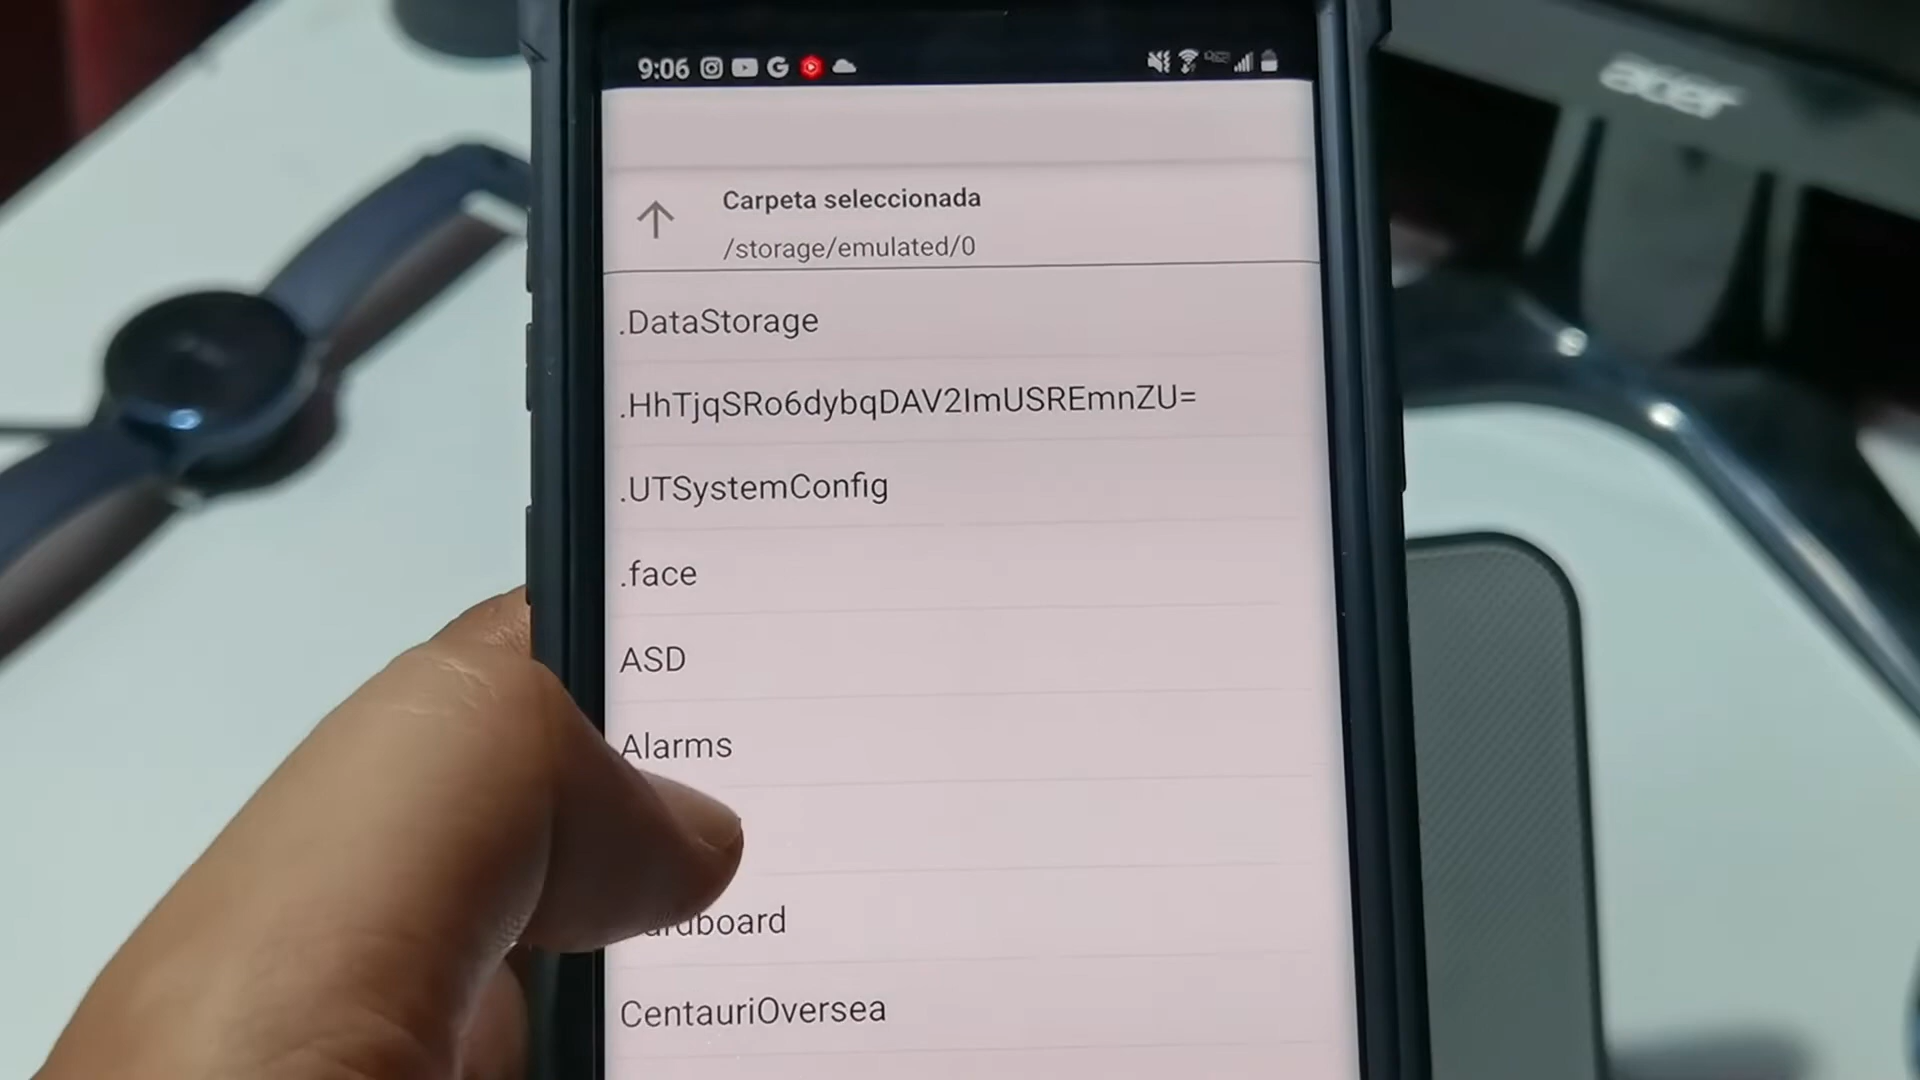 9:06
acer
Carpeta seleccionada
/storage/emulated/0
.DataStorage
.HhTjqSRo6dybqDAV2ImUSREmnZU=
.UTSystemConfig
.face
ASD
Alarms
CentauriOversea